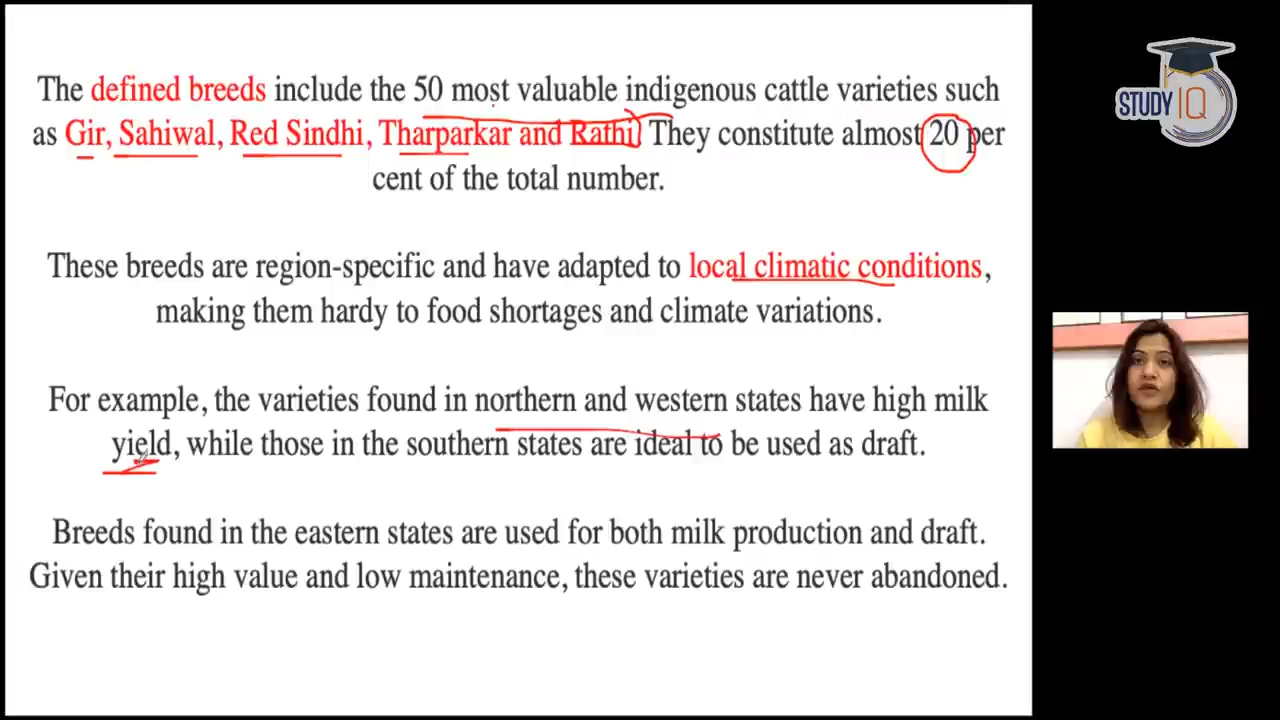 The defined breeds include the 50 most valuable indigenous cattle varieties such
as Gir, Sahiwal, Red Sindhi, Tharparkar and Rathi. They constitute almost 20 per
cent of the total number.
These breeds are region-specific and have adapted to local climatic conditions,
making them hardy to food shortages and climate variations.
For example, the varieties found in northern and western states have high milk
yield, while those in the southern states are ideal to be used as draft.
Breeds found in the eastern states are used for both milk production and draft.
Given their high value and low maintenance, these varieties are never abandoned.
STUDY IQ